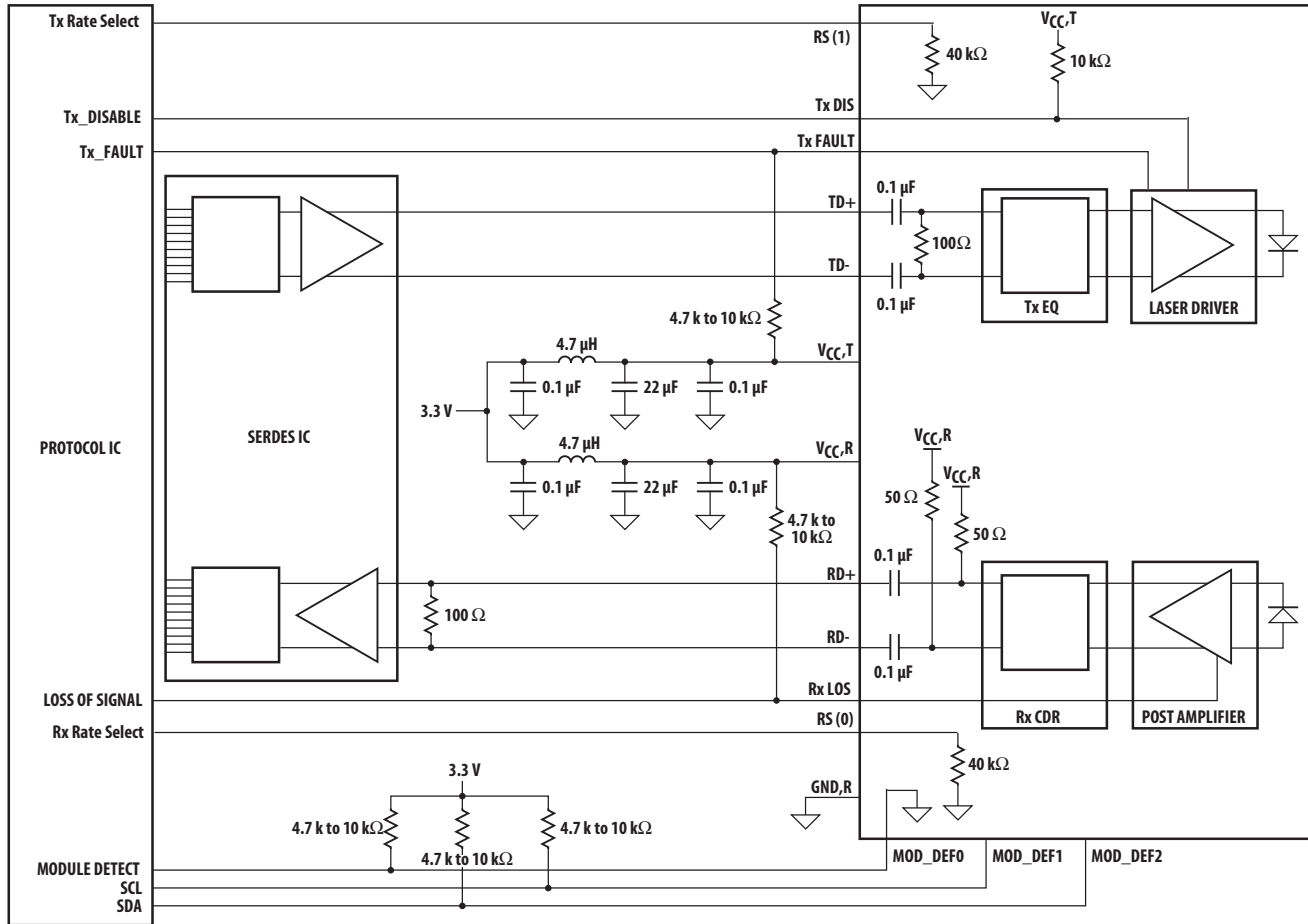 Tx Rate Select
RS (1)
40 kΩ
VCC,T
10 kΩ
Tx_DISABLE
Tx DIS
Tx_FAULT
Tx FAULT
TD+
0.1 µF
100Ω
TD-
0.1 µF
Tx EQ
LASER DRIVER
4.7 k to 10 kΩ
4.7 µH
VCC,T
0.1 µF
22 µF
0.1 µF
3.3 V
PROTOCOL IC
SERDES IC
4.7 µH
VCC,R
0.1 µF
22 µF
0.1 µF
4.7 k to
10 kΩ
VCC,R
VCC,R
50 Ω
50 Ω
0.1 µF
RD+
100 Ω
RD-
0.1 µF
Rx CDR
POST AMPLIFIER
LOSS OF SIGNAL
Rx LOS
Rx Rate Select
RS (0)
40 kΩ
3.3 V
GND,R
4.7 k to 10 kΩ
4.7 k to 10 kΩ
4.7 k to 10 kΩ
MODULE DETECT
MOD_DEF0
MOD_DEF1
MOD_DEF2
SCL
SDA